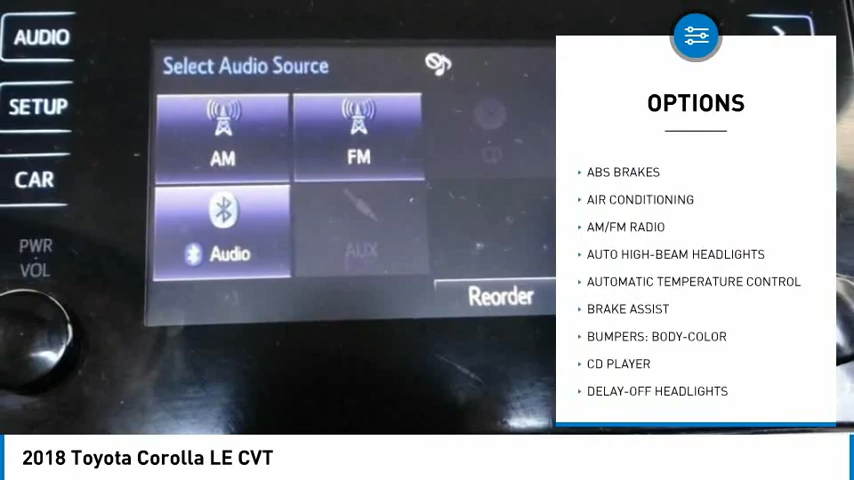 AUDIO
SETUP
CAR
PWR
VOL
Select Audio Source
AM
FM
CD
Audio
AUX
Reorder
OPTIONS
ABS BRAKES
AIR CONDITIONING
AM/FM RADIO
AUTO HIGH-BEAM HEADLIGHTS
AUTOMATIC TEMPERATURE CONTROL
BRAKE ASSIST
BUMPERS: BODY-COLOR
CD PLAYER
DELAY-OFF HEADLIGHTS
2018 Toyota Corolla LE CVT